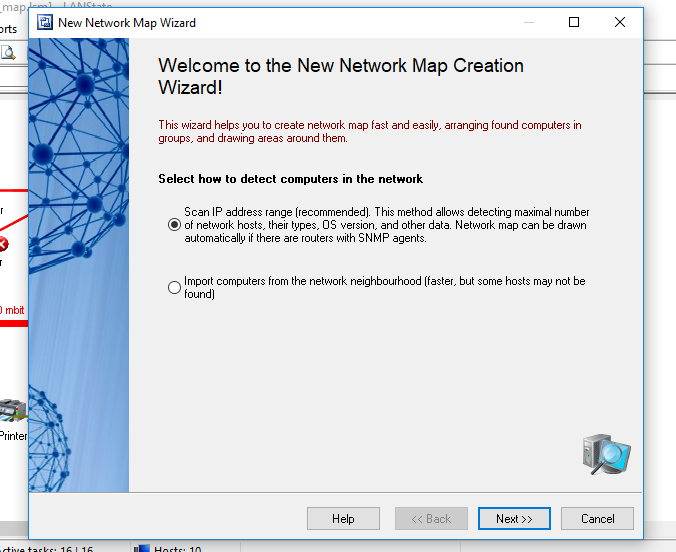 _map.lsm] - LANState
New Network Map Wizard
orts
Welcome to the New Network Map Creation
Wizard!
This wizard helps you to create network map fast and easily, arranging found computers in
groups, and drawing areas around them.
Select how to detect computers in the network
Scan IP address range (recommended). This method allows detecting maximal number
of network hosts, their types, OS version, and other data. Network map can be drawn
automatically if there are routers with SNMP agents.
Import computers from the network neighbourhood (faster, but some hosts may not be
found)
r
r
0 mbit
Printer
Help
<< Back
Next >>
Cancel
active tasks: 16 | 16
Hosts: 10